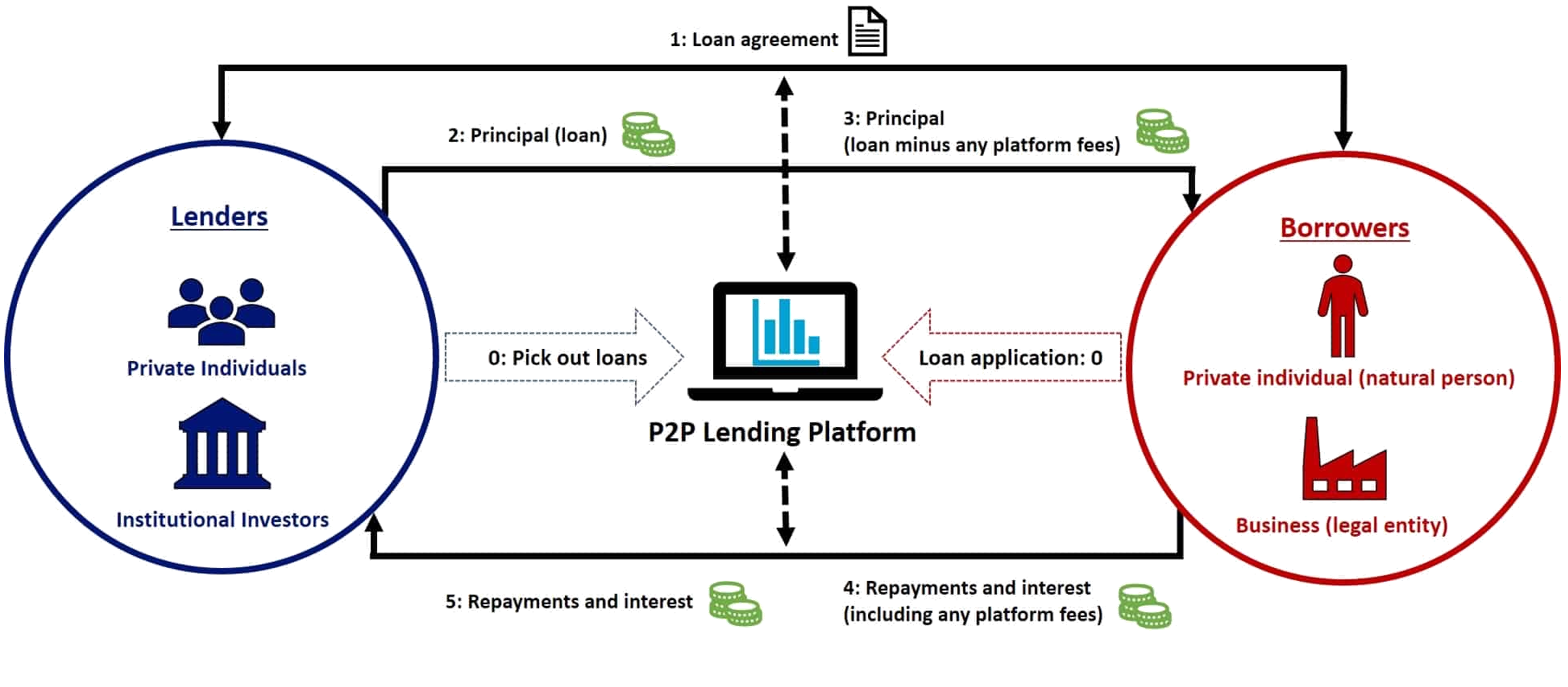 1: Loan agreement
2: Principal (loan)
3: Principal
(loan minus any platform fees)
Lenders
Private Individuals
Institutional Investors
0: Pick out loans
Loan application: 0
P2P Lending Platform
Borrowers
Private individual (natural person)
Business (legal entity)
5: Repayments and interest
4: Repayments and interest
(including any platform fees)